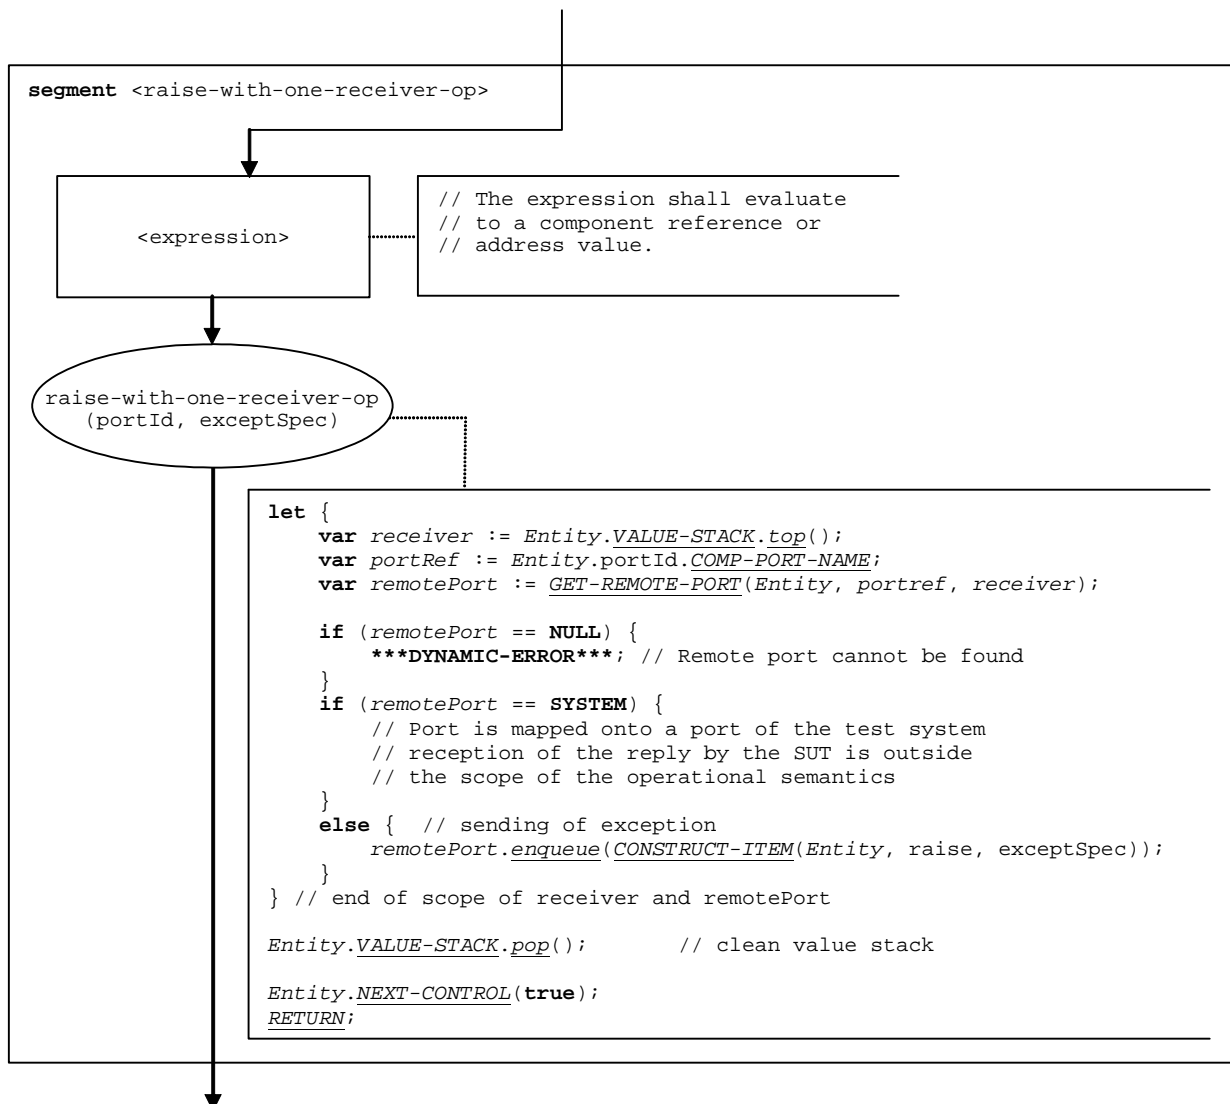 segment <raise-with-one-receiver-op>
<expression>
// The expression shall evaluate
// to a component reference or
// address value.
raise-with-one-receiver-op
(portId, exceptSpec)
let {
var receiver := Entity.VALUE-STACK.top();
var portRef := Entity.portId.COMP-PORT-NAME;
var remotePort := GET-REMOTE-PORT(Entity, portref, receiver);
if (remotePort == NULL) {
***DYNAMIC-ERROR***; // Remote port cannot be found
}
if (remotePort == SYSTEM) {
// Port is mapped onto a port of the test system
// reception of the reply by the SUT is outside
// the scope of the operational semantics
}
else { // sending of exception
remotePort.enqueue(CONSTRUCT-ITEM(Entity, raise, exceptSpec));
}
} // end of scope of receiver and remotePort
Entity.VALUE-STACK.pop(); // clean value stack
Entity.NEXT-CONTROL(true);
RETURN;